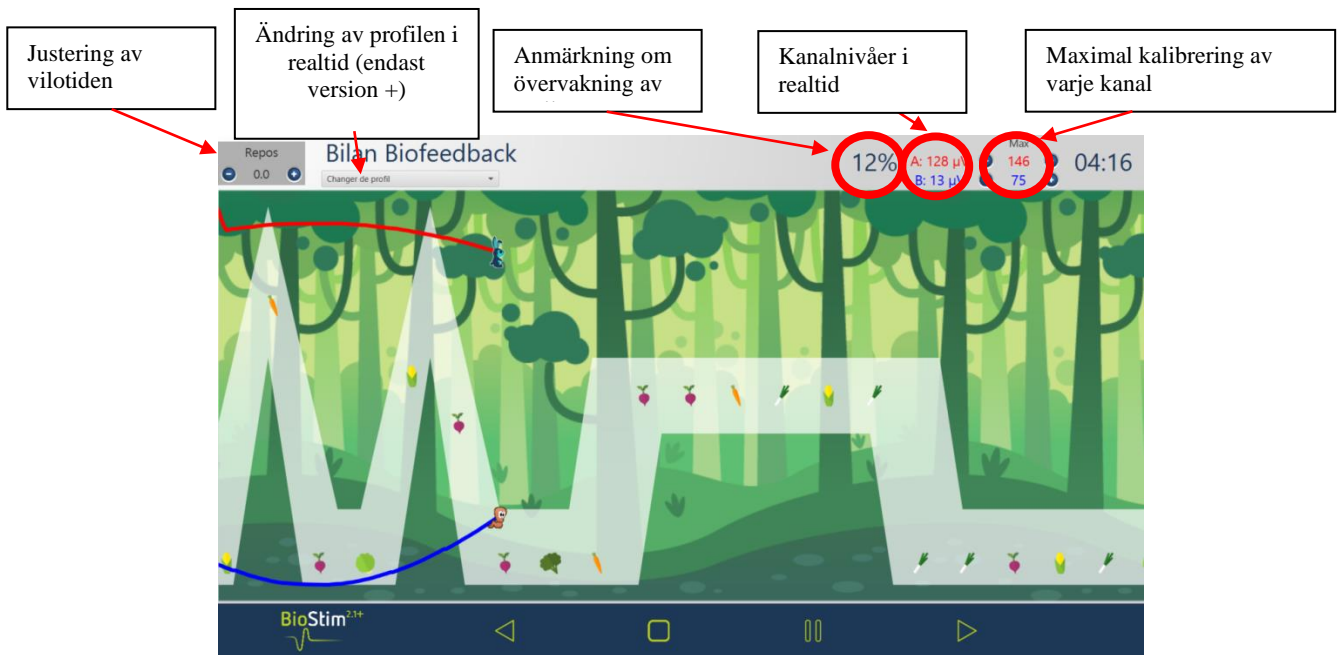 Justering av
vilotiden
Ändring av profilen i
realtid (endast
version +)
Anmärkning om
övervakning av
Kanalnivåer i
realtid
Maximal kalibrering av
varje kanal
Repos
0.0
Bilan Biofeedback
Changer de profil
12%
A: 128 µV
B: 13 µV
Max
146
75
04:16
BioStim 2.1+